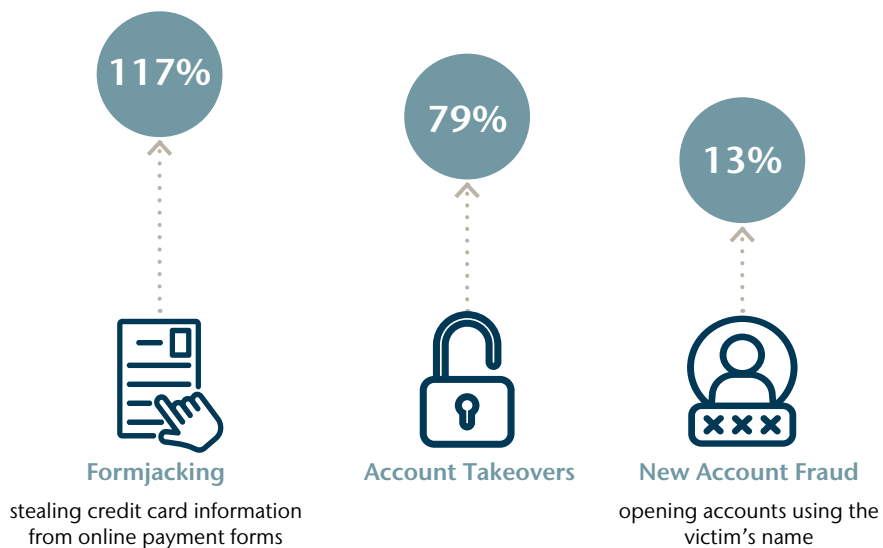 117%
79%
13%
Formjacking
stealing credit card information
from online payment forms
Account Takeovers
New Account Fraud
opening accounts using the
victim's name